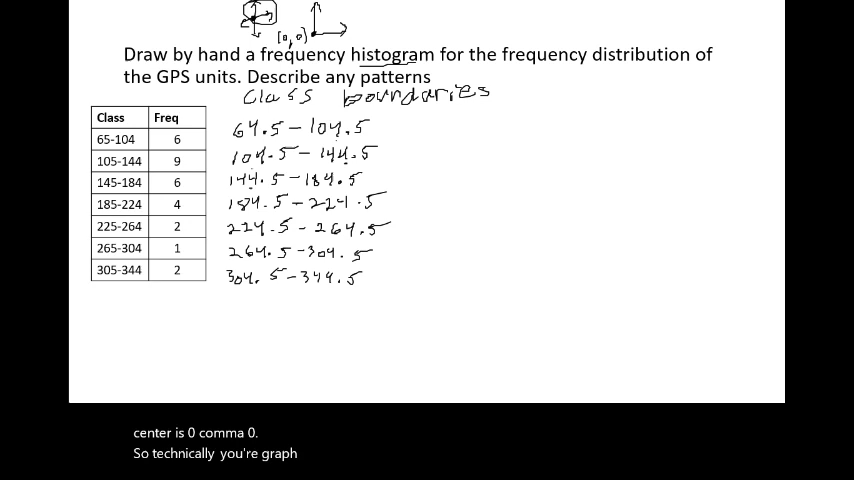 (0,0)
Draw by hand a frequency histogram for the frequency distribution of
the GPS units. Describe any patterns
Class boundaries
Class Freq
65-104 6 64.5-104.5
105-144 9 104.5-144.5
145-184 6 144.5-184.5
185-224 4 184.5-224.5
225-264 2 224.5-264.5
265-304 1 264.5-304.5
305-344 2 304.5-344.5
center is 0 comma 0.
So technically you're graph